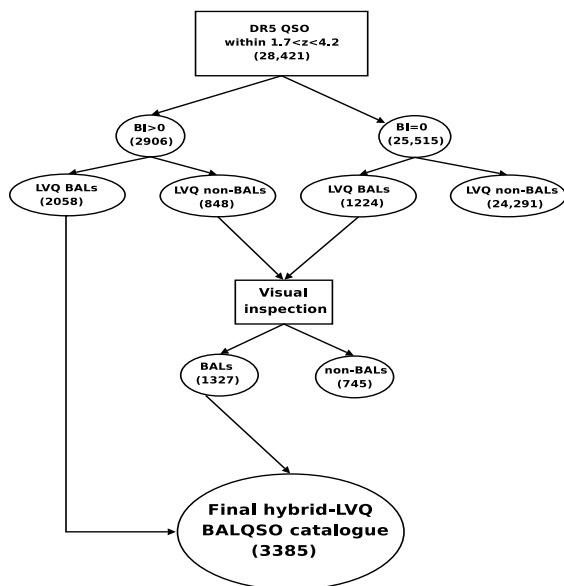 DR5 QSO
within 1.7<z<4.2
(28,421)
BI>0
(2906)
BI=0
(25,515)
LVQ BALs
(2058)
LVQ non-BALs
(848)
LVQ BALs
(1224)
LVQ non-BALs
(24,291)
Visual
inspection
BALs
(1327)
non-BALs
(745)
Final hybrid-LVQ
BALQSO catalogue
(3385)